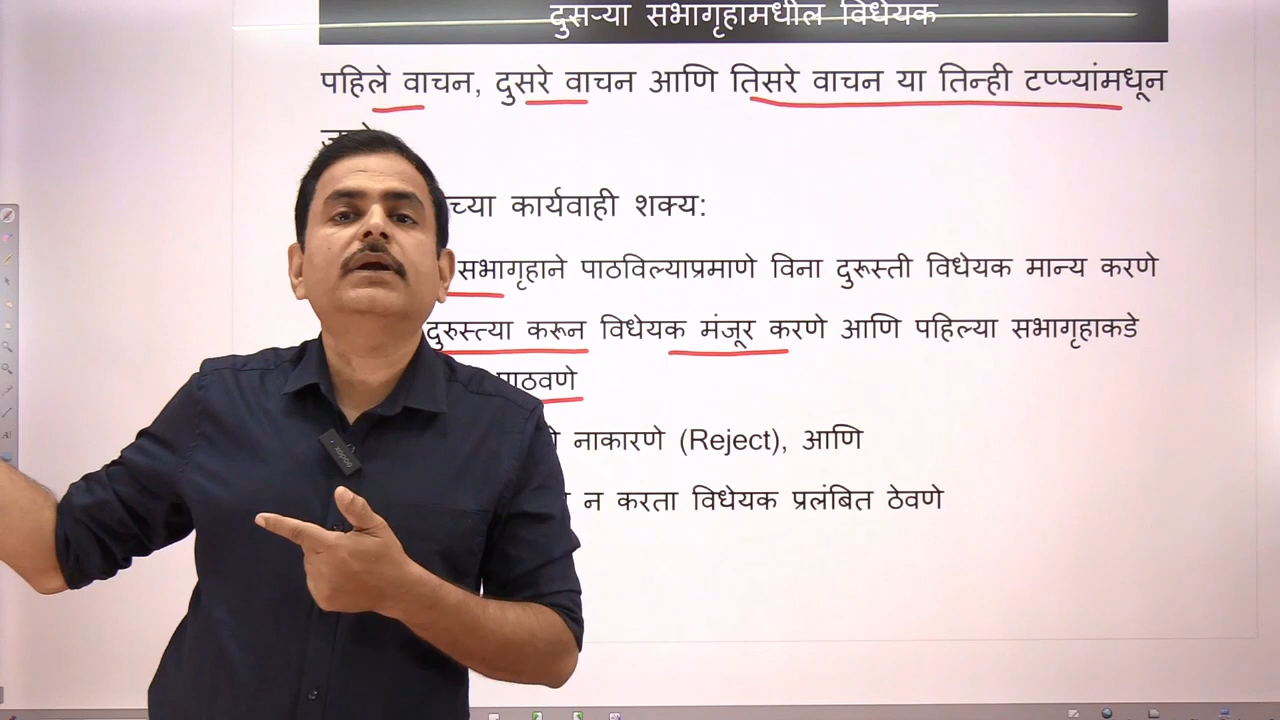 दुसऱ्या सभागृहामधील विधेयक
पहिले वाचन, दुसरे वाचन आणि तिसरे वाचन या तिन्ही टप्प्यांमधून
च्या कार्यवाही शक्य:
सभागृहाने पाठविल्याप्रमाणे विना दुरूस्ती विधेयक मान्य करणे
दुरुस्त्या करून विधेयक मंजूर करणे आणि पहिल्या सभागृहाकडे
पाठवणे
नाकारणे (Reject), आणि
न करता विधेयक प्रलंबित ठेवणे